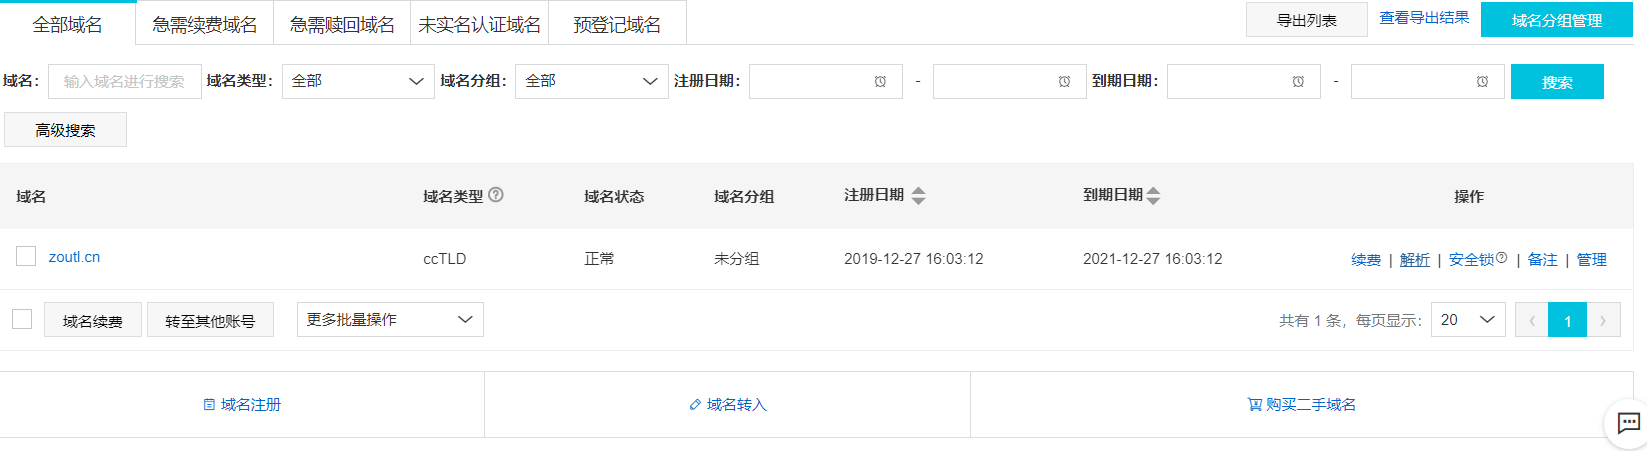 全部域名 急需续费域名 急需赎回域名 未实名认证域名 预登记域名 导出列表 查看导出结果 域名分组管理
域名： 输入域名进行搜索 域名类型： 全部 域名分组： 全部 注册日期： - 到期日期： - 搜索
高级搜索
域名 域名类型 ? 域名状态 域名分组 注册日期 到期日期 操作
zoutl.cn ccTLD 正常 未分组 2019-12-27 16:03:12 2021-12-27 16:03:12 续费 | 解析 | 安全锁? | 备注 | 管理
域名续费 转至其他账号 更多批量操作 共有 1 条，每页显示： 20 ‹ 1 ›
域名注册 域名转入 购买二手域名